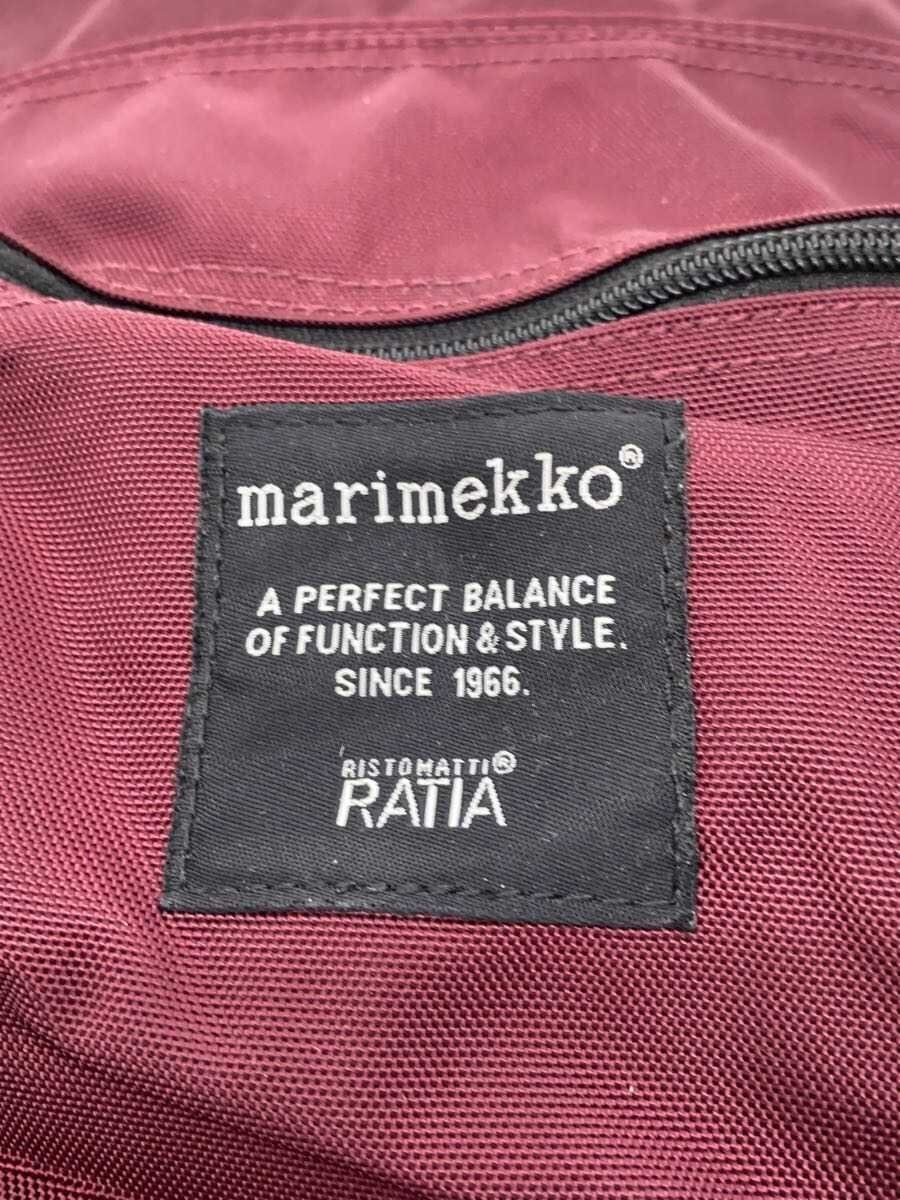 marimekko®
A PERFECT BALANCE
OF FUNCTION & STYLE.
SINCE 1966.
RISTOMATTI®
RATIA